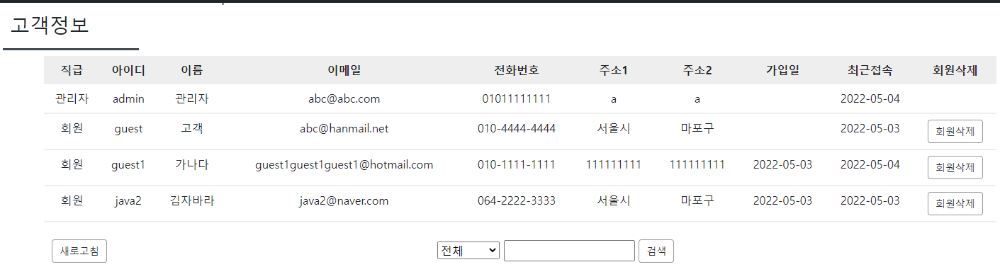 고객정보
직급 아이디 이름 이메일 전화번호 주소1 주소2 가입일 최근접속 회원삭제
관리자 admin 관리자 abc@abc.com 01011111111 a a 2022-05-04
회원 guest 고객 abc@hanmail.net 010-4444-4444 서울시 마포구 2022-05-03 회원삭제
회원 guest1 가나다 guest1guest1guest1@hotmail.com 010-1111-1111 111111111 111111111 2022-05-03 2022-05-04 회원삭제
회원 java2 김자바라 java2@naver.com 064-2222-3333 서울시 마포구 2022-05-03 2022-05-03 회원삭제
새로고침 전체 검색